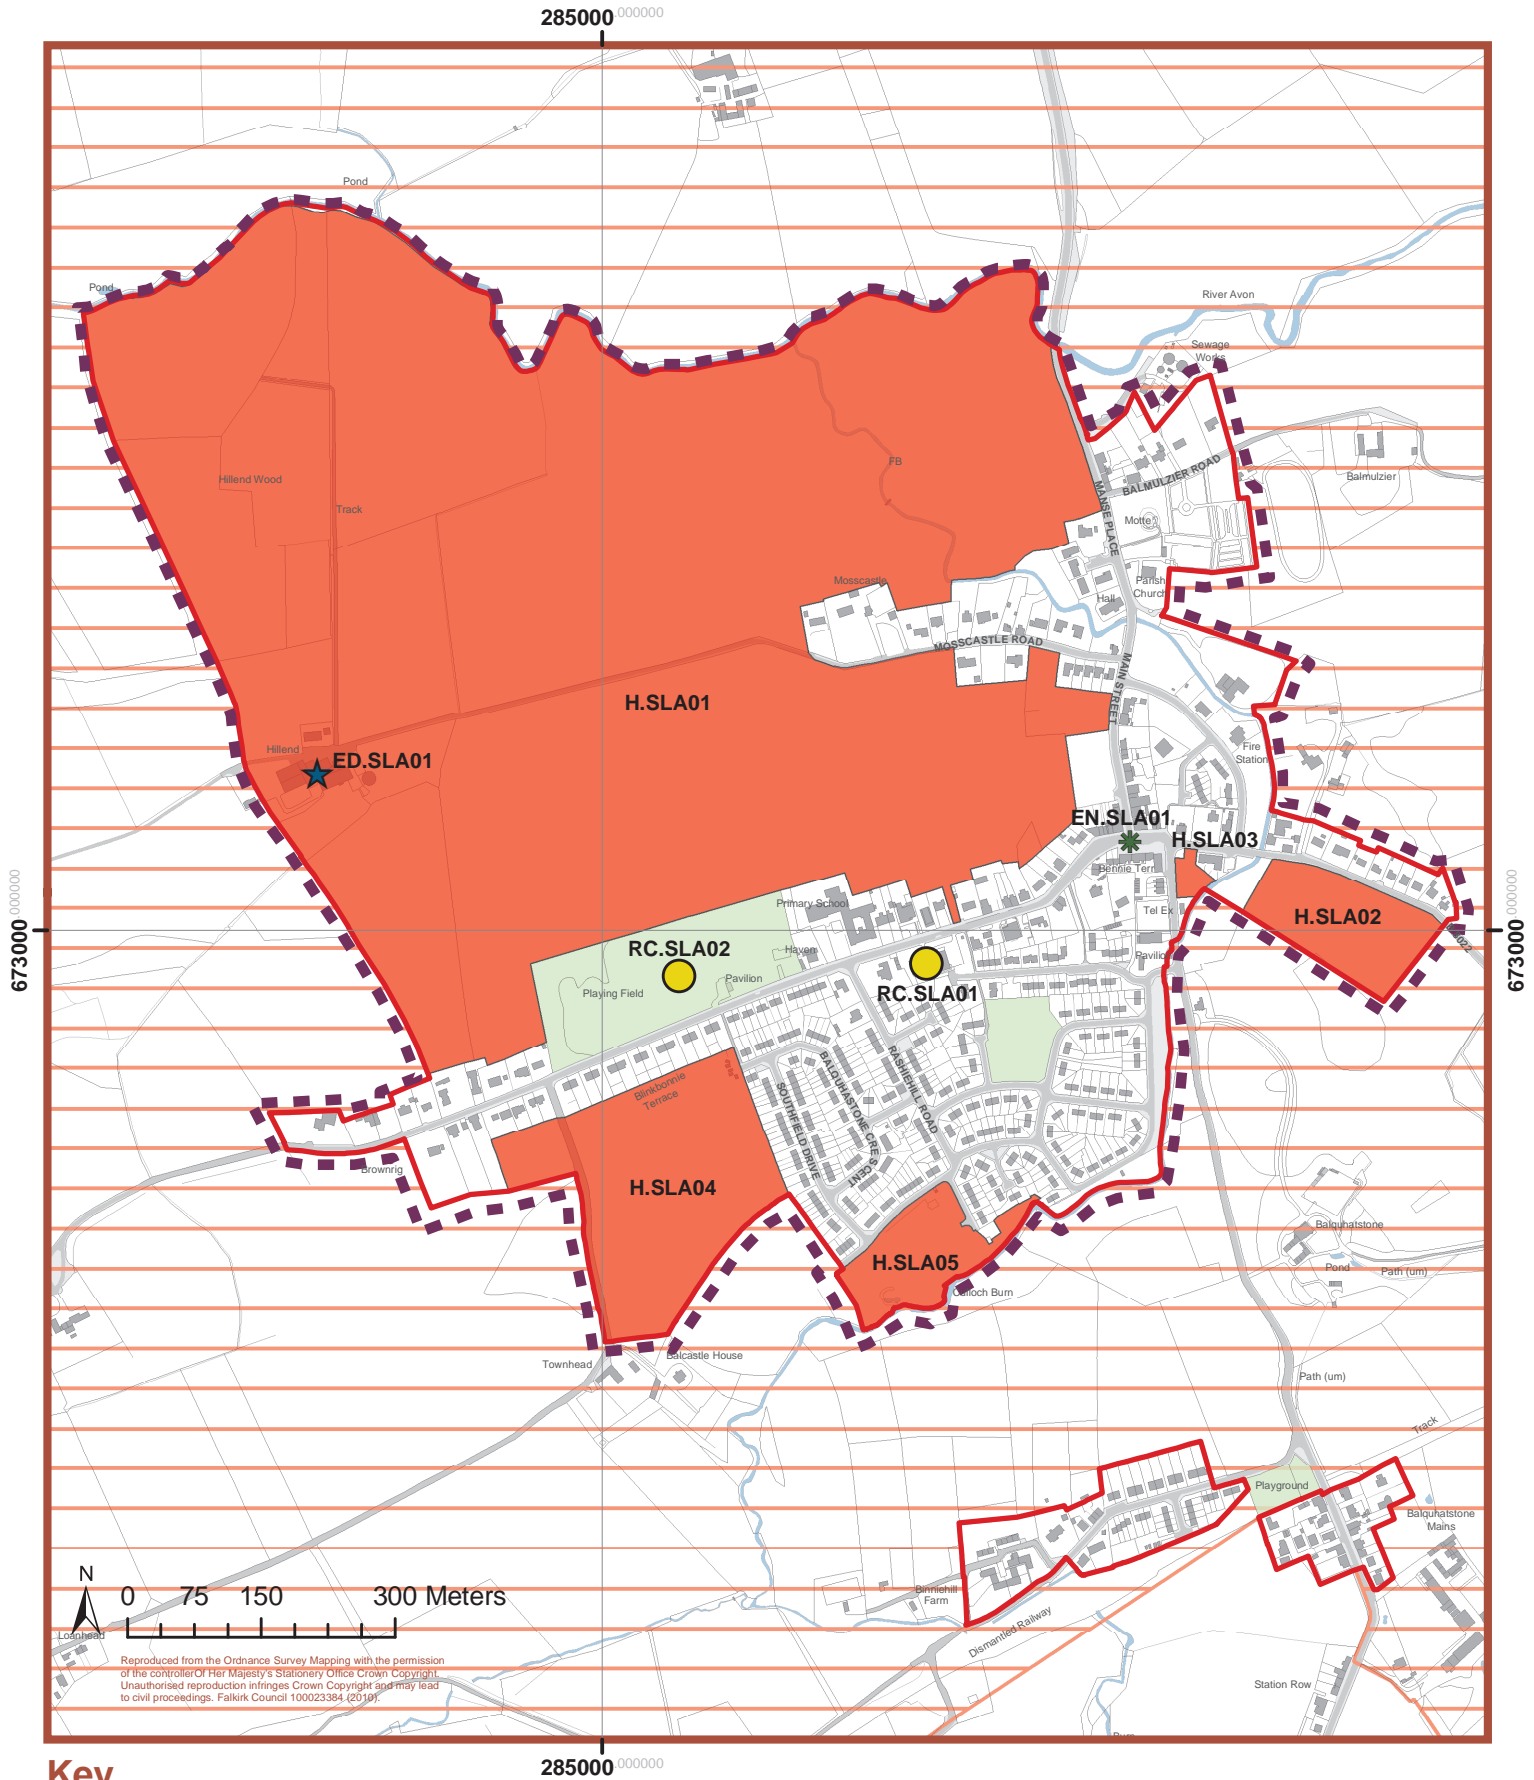 285000.000000
Pond
Pond
River Avon
Sewage
Works
FB
BALMULZIER ROAD
Balmulzier
Hillend Wood
MANSE PLACE
Track
Motte
Mosscastle
Parish
Church
Hall
MOSSCASTLE ROAD
MAIN STREET
H.SLA01
Hillend
ED.SLA01
Fire
Station
EN.SLA01
H.SLA03
Bennie Terr
Primary School
Tel Ex
H.SLA02
673000.000000
673000.000000
RC.SLA02
Haven
Pavilion
Pavilion
Playing Field
RC.SLA01
Blinkbonnie
Terrace
SOUTHFIELD DRIVE
BALQUHASTONE CRESCENT
RASHIEHILL ROAD
Brownrig
H.SLA04
Balquhatstone
H.SLA05
Pond
Path (um)
Culloch Burn
Townhead
Balcastle House
Path (um)
Track
Playground
Balquhatstone
Mains
N
0 75 150 300 Meters
Binniehill
Farm
Dismantled Railway
Loanhead
Reproduced from the Ordnance Survey Mapping with the permission
of the controllerOf Her Majesty's Stationery Office Crown Copyright.
Unauthorised reproduction infringes Crown Copyright and may lead
to civil proceedings. Falkirk Council 100023384 (2010).
Station Row
Key
285000.000000